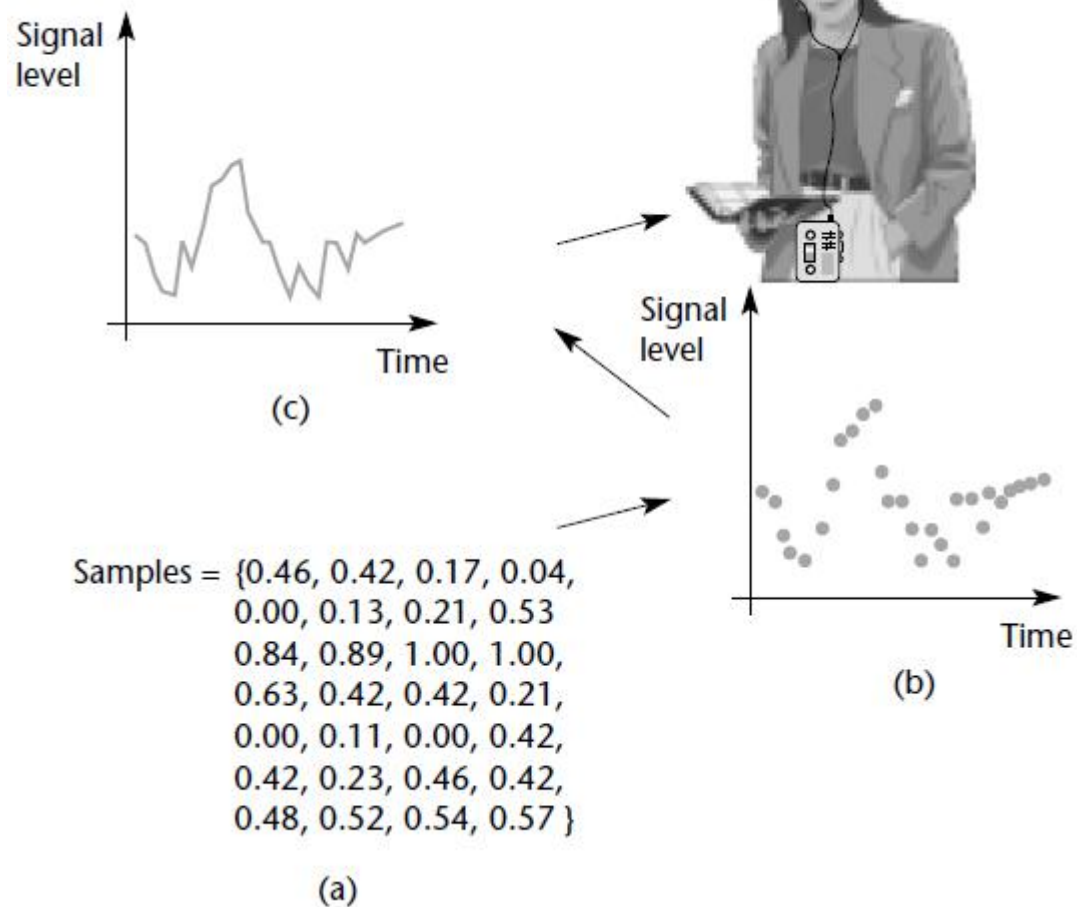 Signal
level
Time
(c)
Signal
level
Time
(b)
Samples = {0.46, 0.42, 0.17, 0.04,
0.00, 0.13, 0.21, 0.53
0.84, 0.89, 1.00, 1.00,
0.63, 0.42, 0.42, 0.21,
0.00, 0.11, 0.00, 0.42,
0.42, 0.23, 0.46, 0.42,
0.48, 0.52, 0.54, 0.57 }
(a)